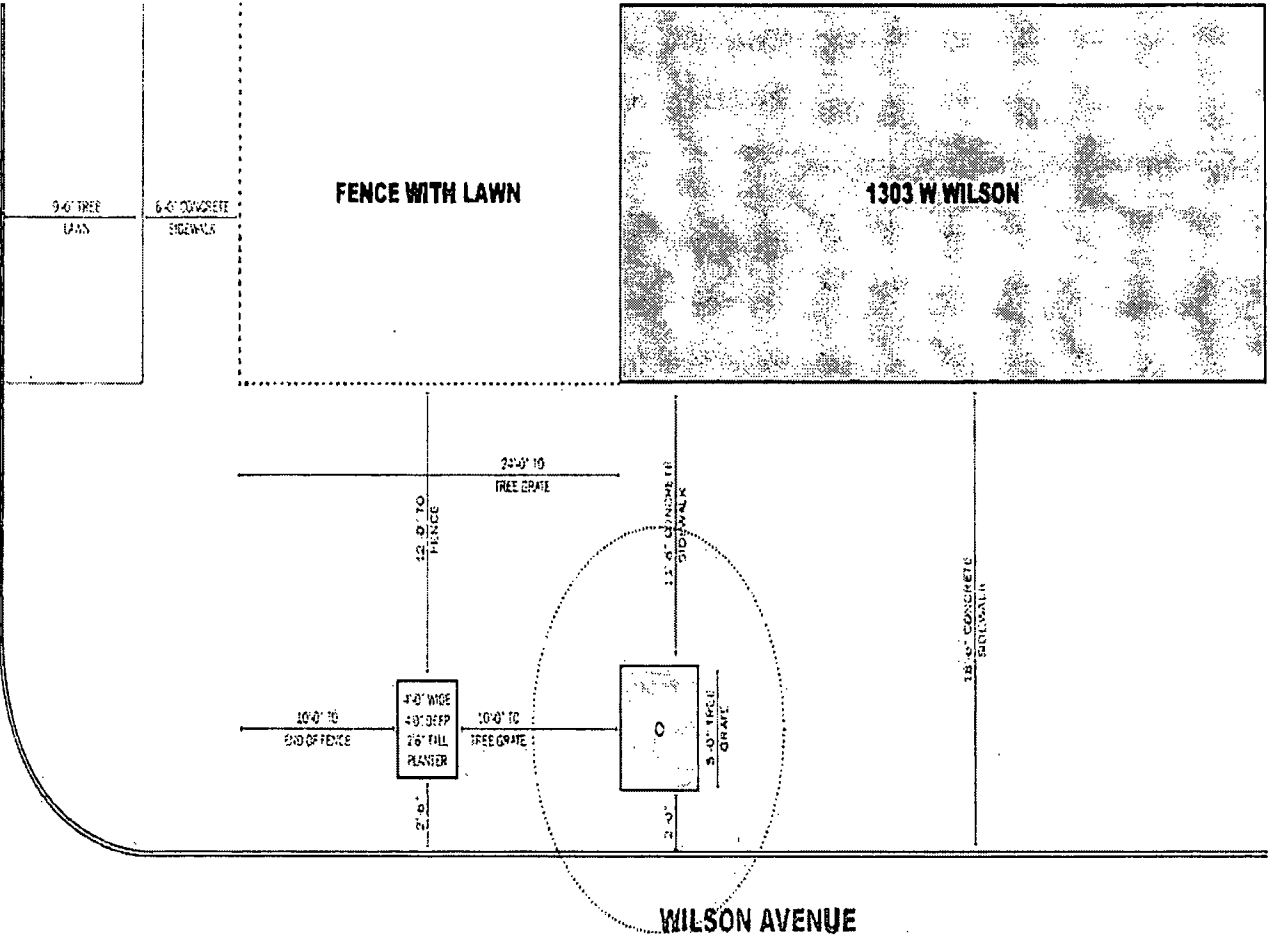 FENCE WITH LAWN
1303 W WILSON
9'-6" TREE
LAWN
6'-0" CONCRETE
SIDEWALK
24'-0" TO
TREE GRATE
12'-0" TO
FENCE
CONCRETE
SIDEWALK
18'-0" CONCRETE
SIDEWALK
4'-0" WIDE
4'-0" DEEP
2'6" TALL
PLANTER
10'-0" TO
END OF FENCE
10'-0" TO
TREE GRATE
5'-0" TREE
GRATE
2'-6"
2'-0"
WILSON AVENUE